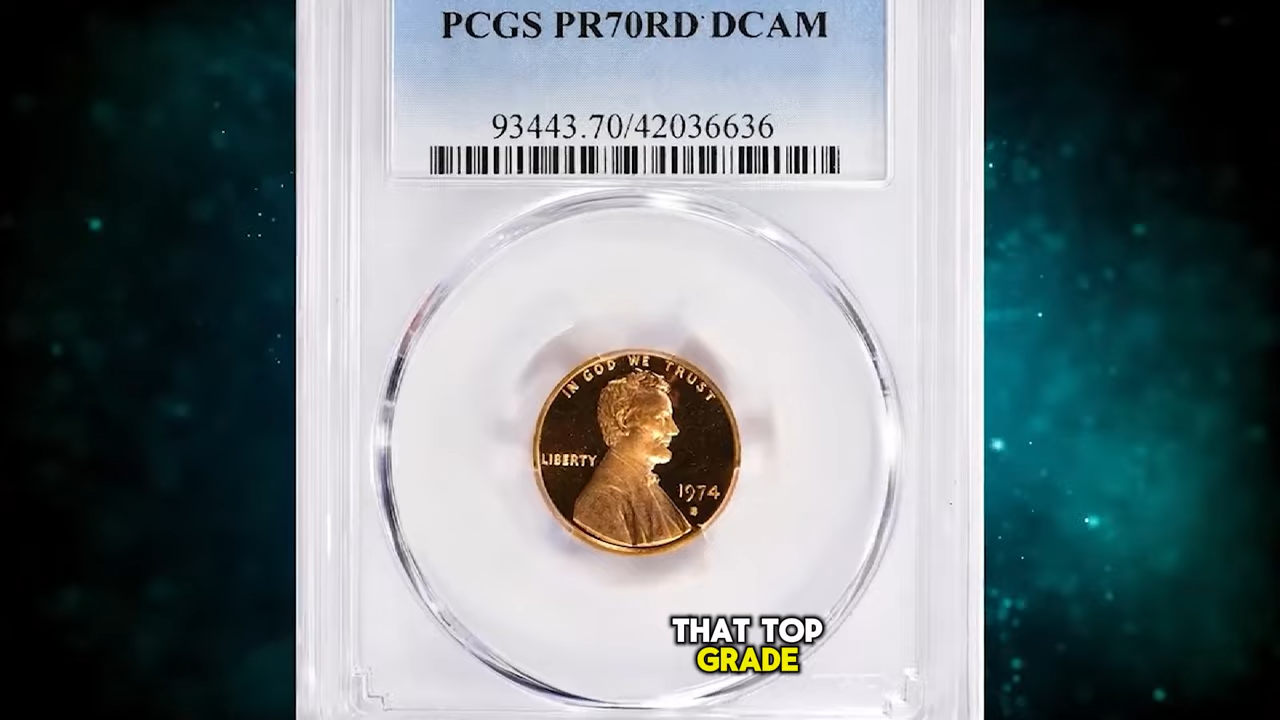 PCGS PR70RD DCAM
93443.70/42036636
IN GOD WE TRUST
LIBERTY
1974
S
THAT TOP
GRADE